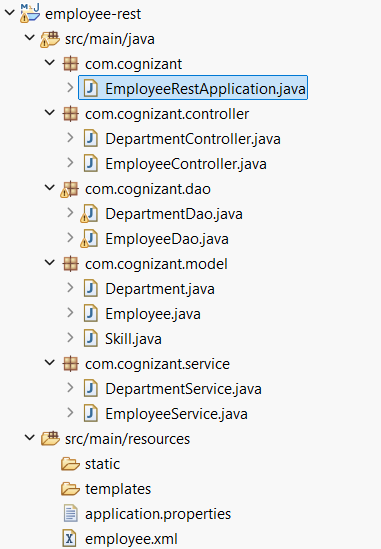 employee-rest
src/main/java
com.cognizant
EmployeeRestApplication.java
com.cognizant.controller
DepartmentController.java
EmployeeController.java
com.cognizant.dao
DepartmentDao.java
EmployeeDao.java
com.cognizant.model
Department.java
Employee.java
Skill.java
com.cognizant.service
DepartmentService.java
EmployeeService.java
src/main/resources
static
templates
application.properties
employee.xml